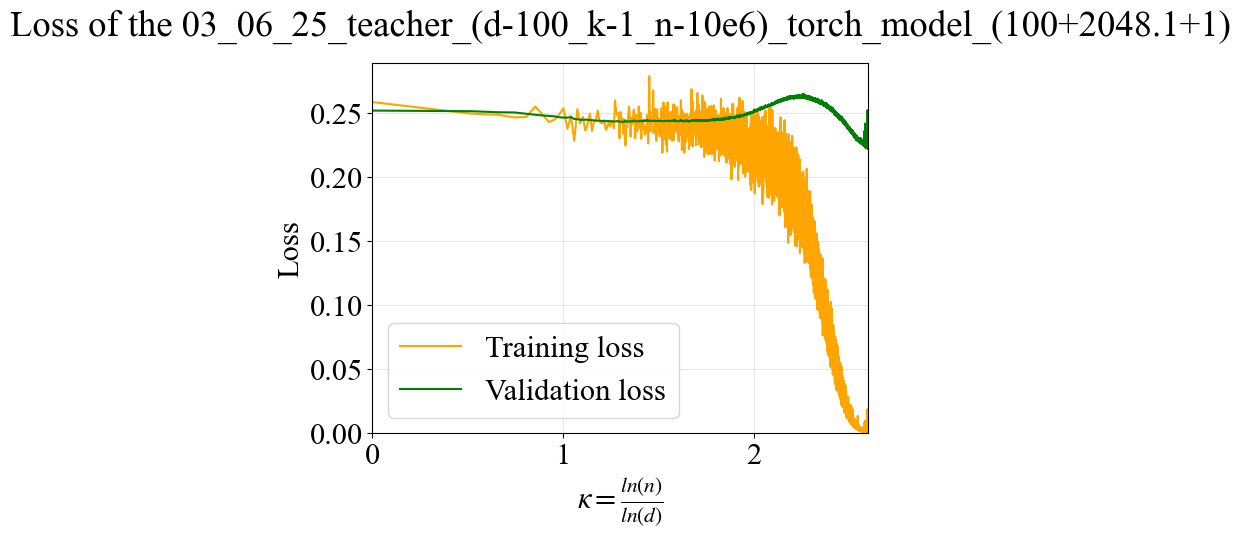 Loss of the 03_06_25_teacher_(d-100_k-1_n-10e6)_torch_model_(100+2048.1+1)
0.25
0.20
0.15
0.10
0.05
0.00
Loss
Training loss
Validation loss
0 1 2
κ = ln(n)/ln(d)